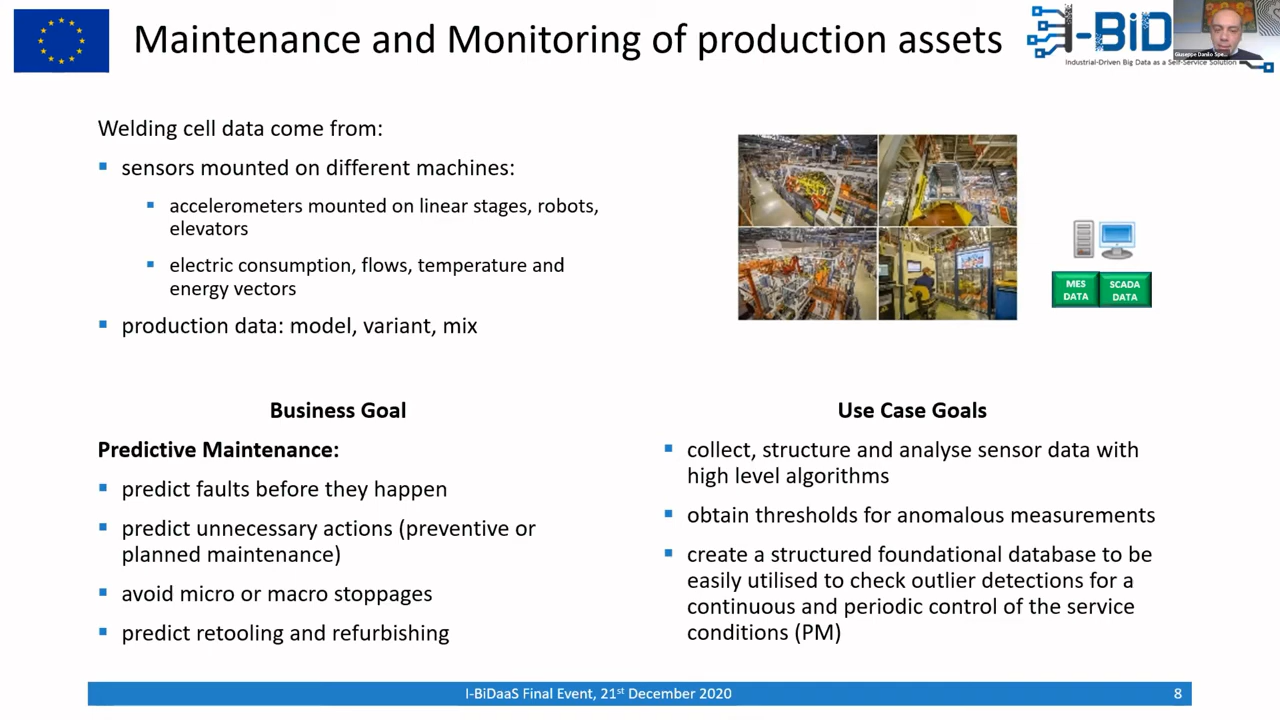 Maintenance and Monitoring of production assets
I-BiD
Industrial-Driven Big Data as a Self-Service Solution
Giuseppe Danilo Spe...
Welding cell data come from:
sensors mounted on different machines:
accelerometers mounted on linear stages, robots,
elevators
electric consumption, flows, temperature and
energy vectors
production data: model, variant, mix
MES
DATA
SCADA
DATA
Business Goal
Predictive Maintenance:
predict faults before they happen
predict unnecessary actions (preventive or
planned maintenance)
avoid micro or macro stoppages
predict retooling and refurbishing
Use Case Goals
collect, structure and analyse sensor data with
high level algorithms
obtain thresholds for anomalous measurements
create a structured foundational database to be
easily utilised to check outlier detections for a
continuous and periodic control of the service
conditions (PM)
I-BiDaaS Final Event, 21st December 2020
8